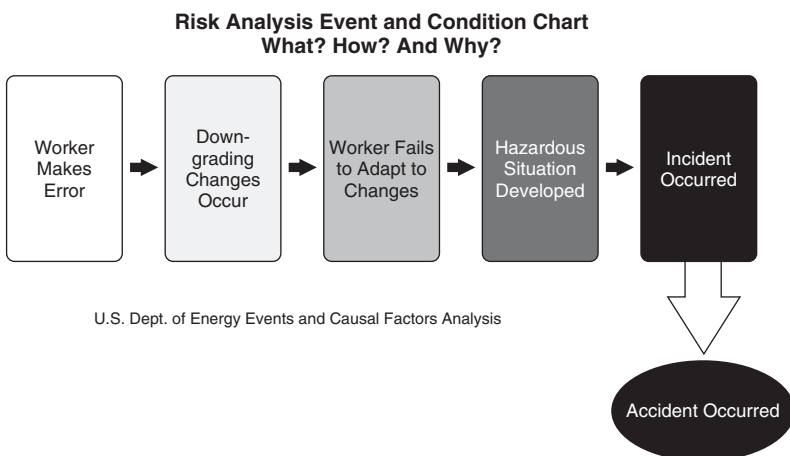 Risk Analysis Event and Condition Chart
What? How? And Why?
Worker
Makes
Error
Down-
grading
Changes
Occur
Worker Fails
to Adapt to
Changes
Hazardous
Situation
Developed
Incident
Occurred
U.S. Dept. of Energy Events and Causal Factors Analysis
Accident Occurred